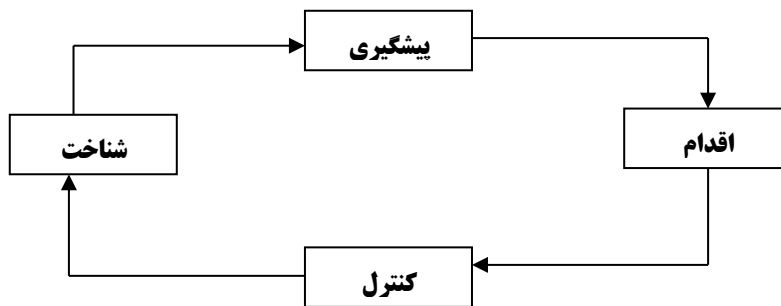 پیشگیری
اقدام
شناخت
کنترل